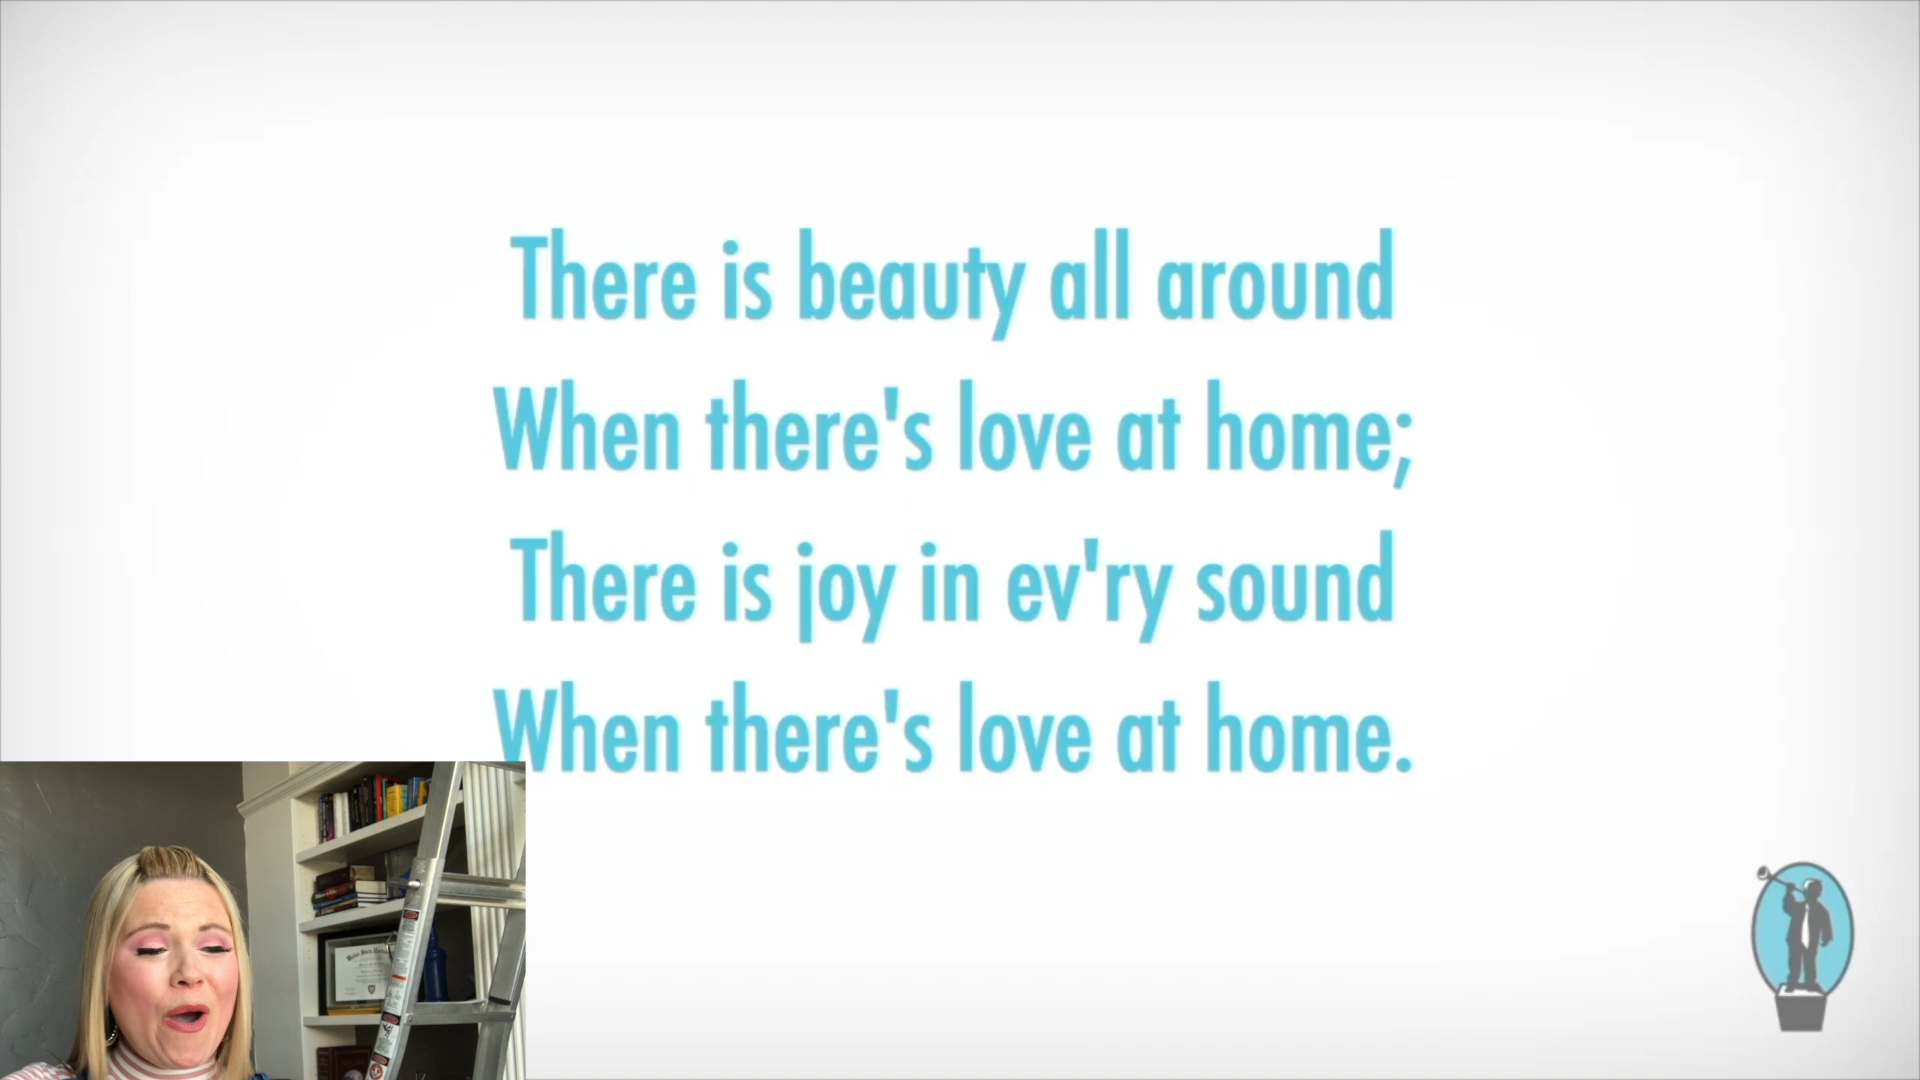 There is beauty all around
When there's love at home;
There is joy in ev'ry sound
When there's love at home.